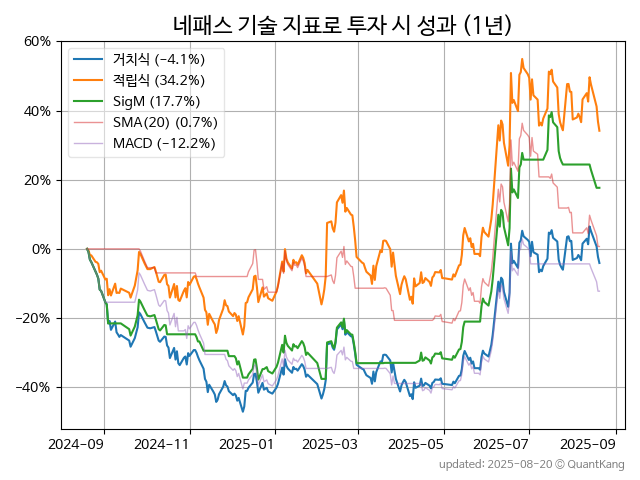 네패스 기술 지표로 투자 시 성과 (1년)
60%
40%
20%
0%
−20%
−40%
거치식 (−4.1%)
적립식 (34.2%)
SigM (17.7%)
SMA(20) (0.7%)
MACD (−12.2%)
2024-09 2024-11 2025-01 2025-03 2025-05 2025-07 2025-09
updated: 2025-08-20 © QuantKang